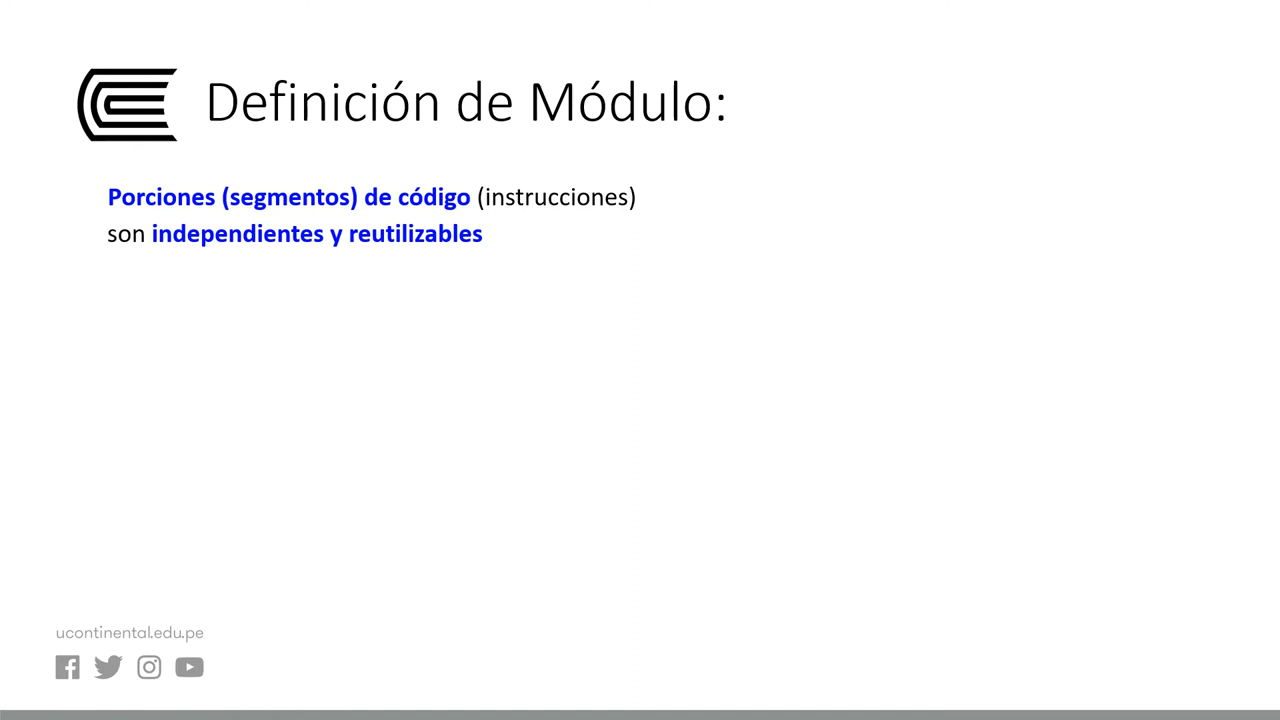 Definición de Módulo:
Porciones (segmentos) de código (instrucciones)
son independientes y reutilizables
ucontinental.edu.pe